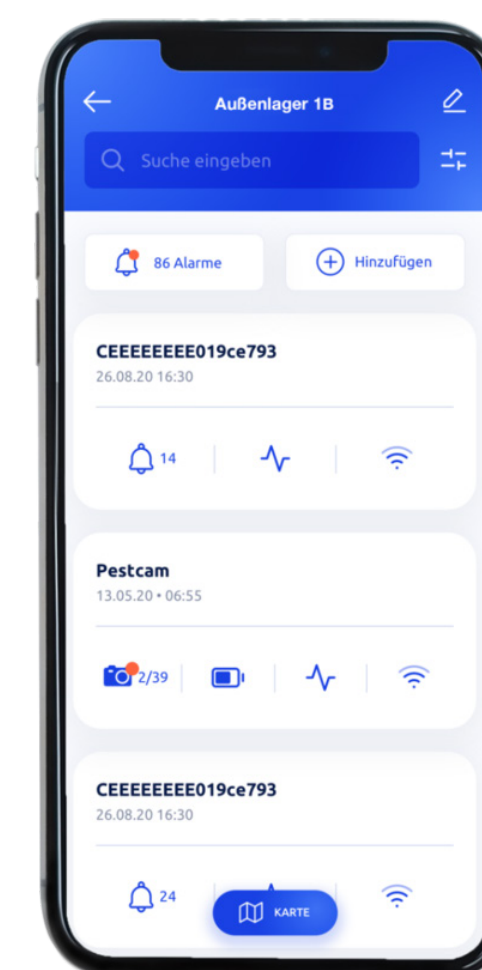 Außenlager 1B
Suche eingeben
86 Alarme
Hinzufügen
CEEEEEEEE019ce793
26.08.20 16:30
14
Pestcam
13.05.20 • 06:55
2/39
CEEEEEEEE019ce793
26.08.20 16:30
24
KARTE